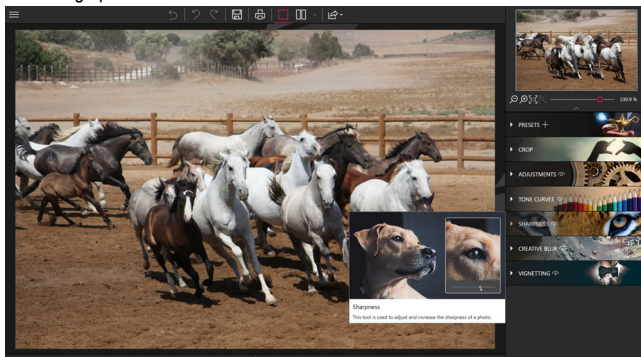 230.9 %
PRESETS
CROP
ADJUSTMENTS
TONE CURVES
SHARPNESS
CREATIVE BLUR
VIGNETTING
Sharpness
This tool is used to adjust and increase the sharpness of a photo.